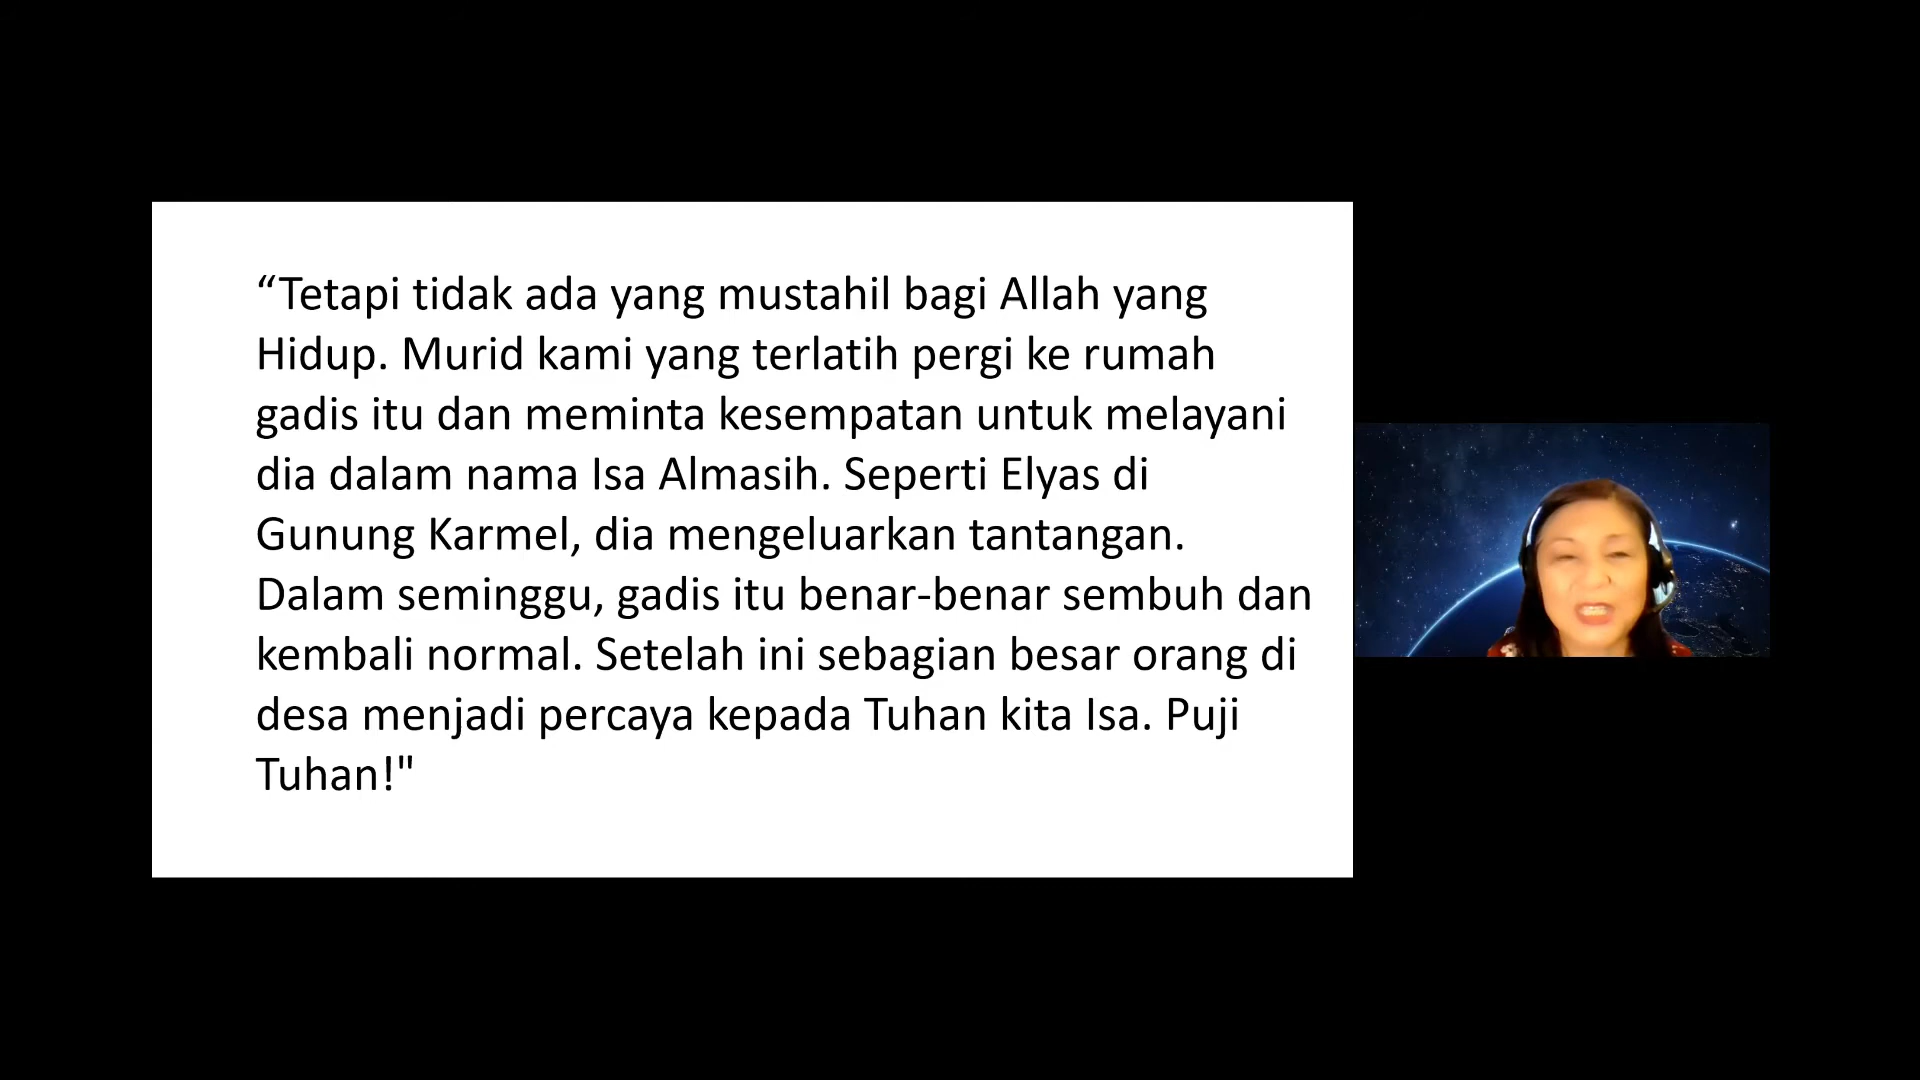 “Tetapi tidak ada yang mustahil bagi Allah yang
Hidup. Murid kami yang terlatih pergi ke rumah
gadis itu dan meminta kesempatan untuk melayani
dia dalam nama Isa Almasih. Seperti Elyas di
Gunung Karmel, dia mengeluarkan tantangan.
Dalam seminggu, gadis itu benar-benar sembuh dan
kembali normal. Setelah ini sebagian besar orang di
desa menjadi percaya kepada Tuhan kita Isa. Puji
Tuhan!"